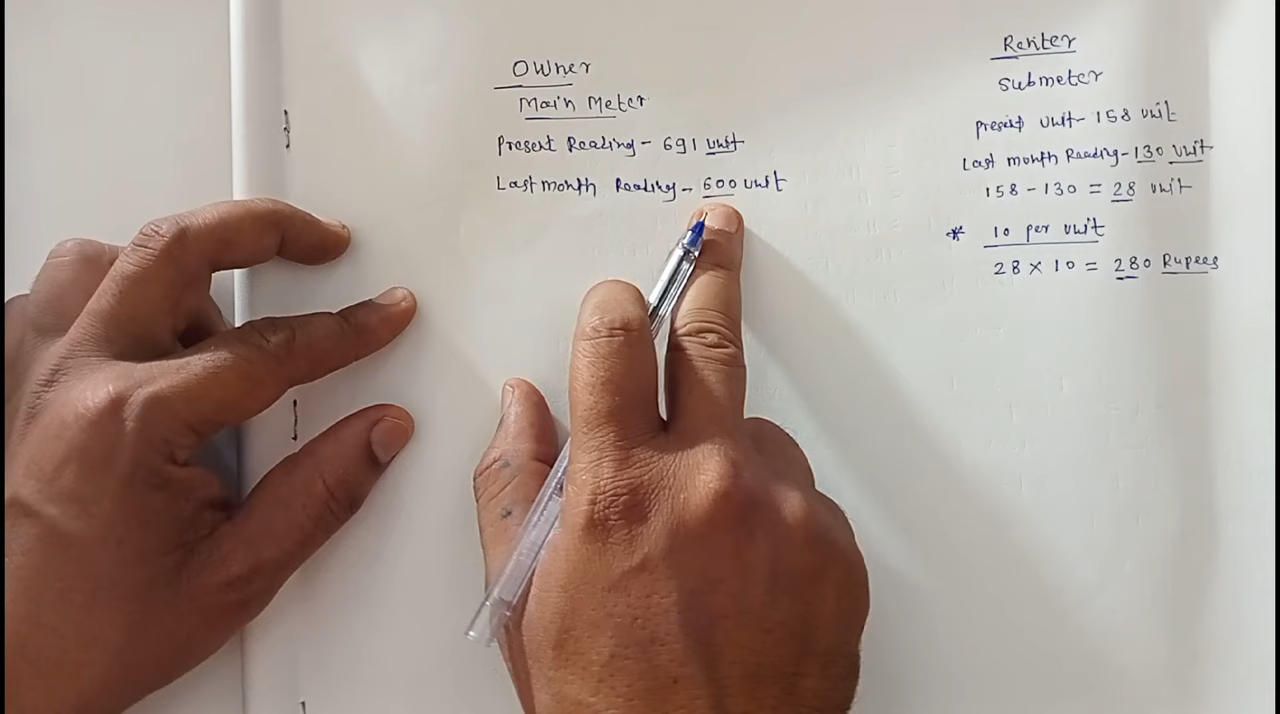 Owner
Main Meter
Present Reading - 691 unit
Last month Reading - 600 unit
Renter
Submeter
present unit - 158 unit
Last month Reading - 130 unit
158 - 130 = 28 unit
* 10 per unit
28 × 10 = 280 Rupees